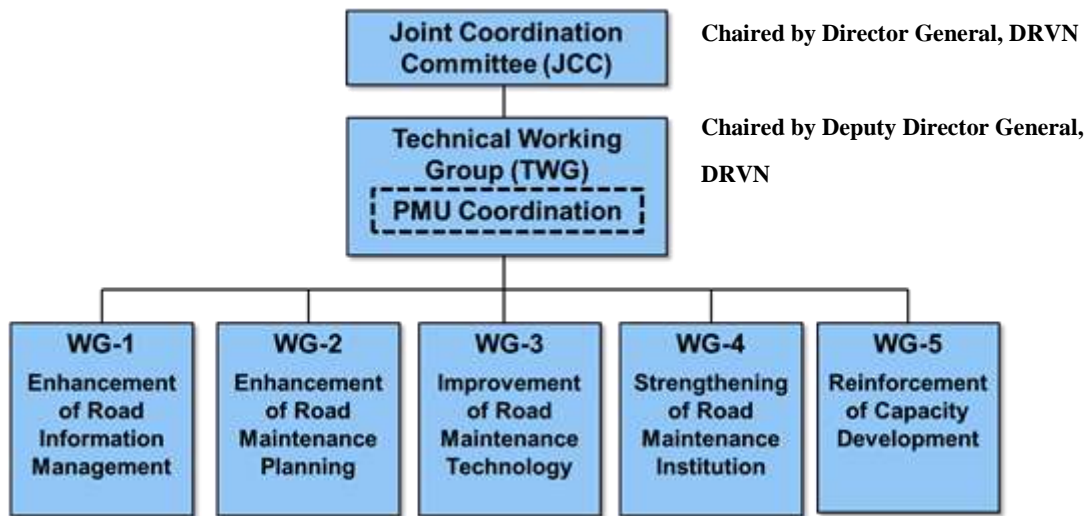 Joint Coordination
Committee (JCC)
Chaired by Director General, DRVN
Technical Working
Group (TWG)
PMU Coordination
Chaired by Deputy Director General,
DRVN
WG-1
Enhancement
of Road
Information
Management
WG-2
Enhancement
of Road
Maintenance
Planning
WG-3
Improvement
of Road
Maintenance
Technology
WG-4
Strengthening
of Road
Maintenance
Institution
WG-5
Reinforcement
of Capacity
Development